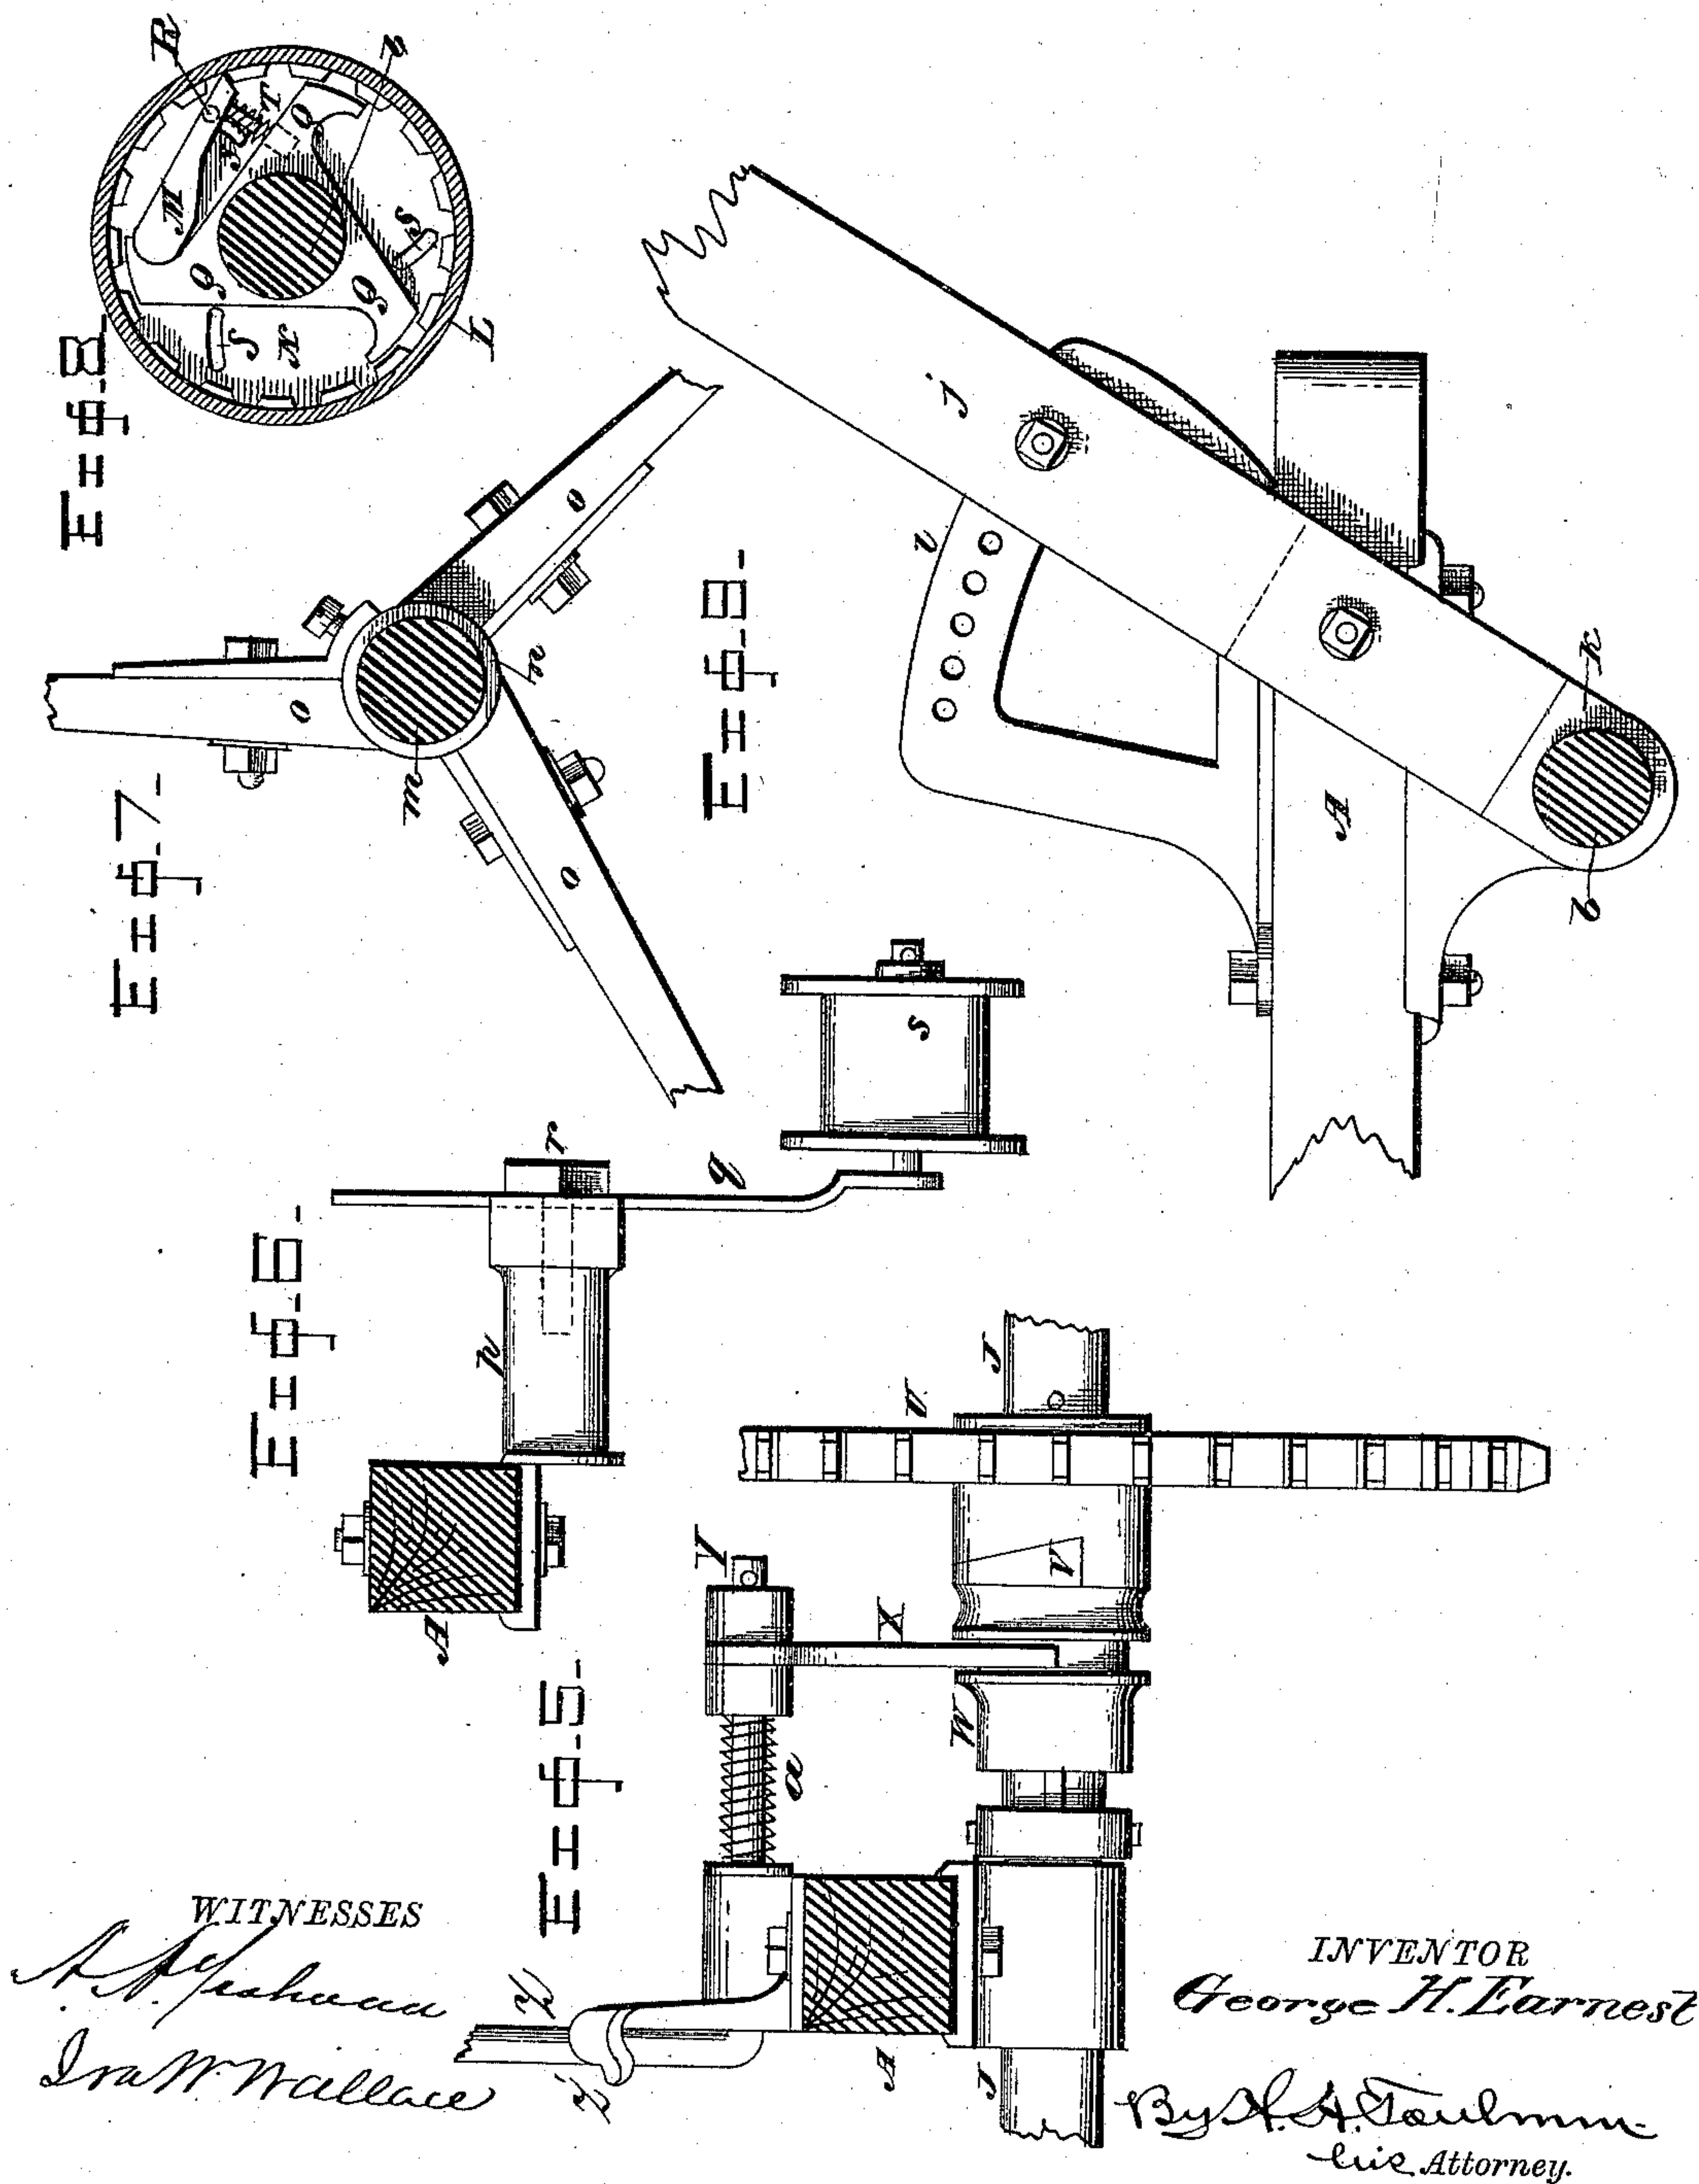 Fig. 8
R
z
T
O
M
S
O
O
S
N
L
Fig. 7.
o
o
o
n
m
Fig. 9.
j
i
k
A
b
Fig. 6.
r
q
s
p
A
Fig. 5.
J
U
V
Y
X
W
a
Z
Z'
A
J
WITNESSES
Ira W. Wallace
INVENTOR
George H. Earnest
By H. A. Toulmin
his Attorney.